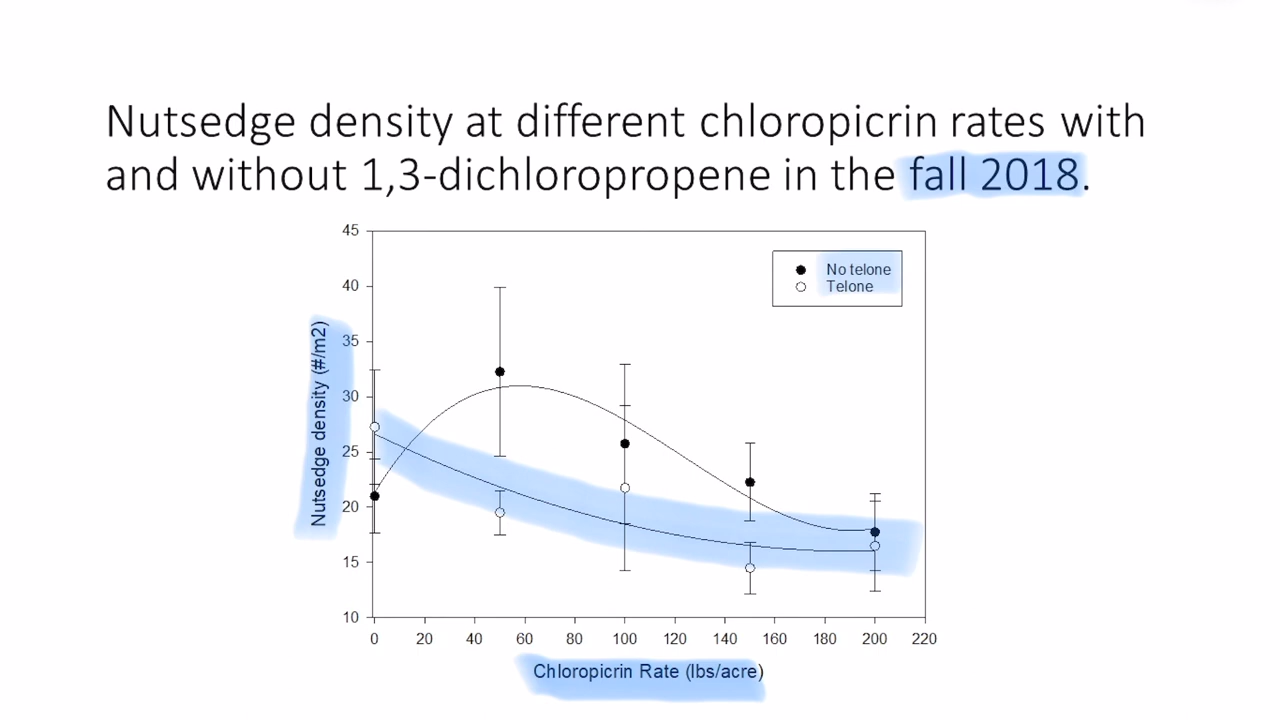 Nutsedge density at different chloropicrin rates with
and without 1,3-dichloropropene in the fall 2018.
45
40
35
30
25
20
15
10
Nutsedge density (#/m2)
No telone
Telone
0 20 40 60 80 100 120 140 160 180 200 220
Chloropicrin Rate (lbs/acre)